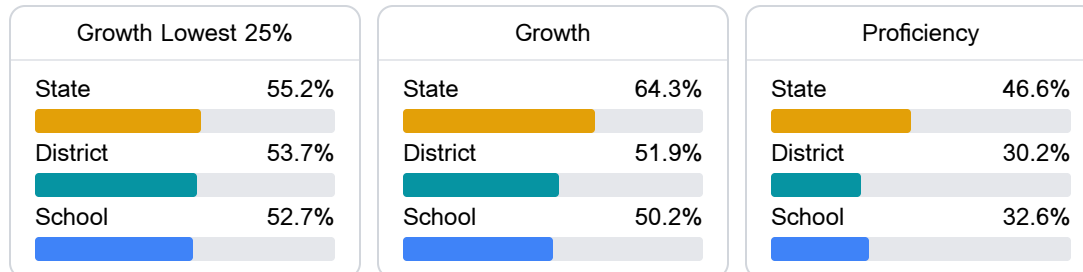 Growth Lowest 25%
State 55.2%
District 53.7%
School 52.7%
Growth
State 64.3%
District 51.9%
School 50.2%
Proficiency
State 46.6%
District 30.2%
School 32.6%